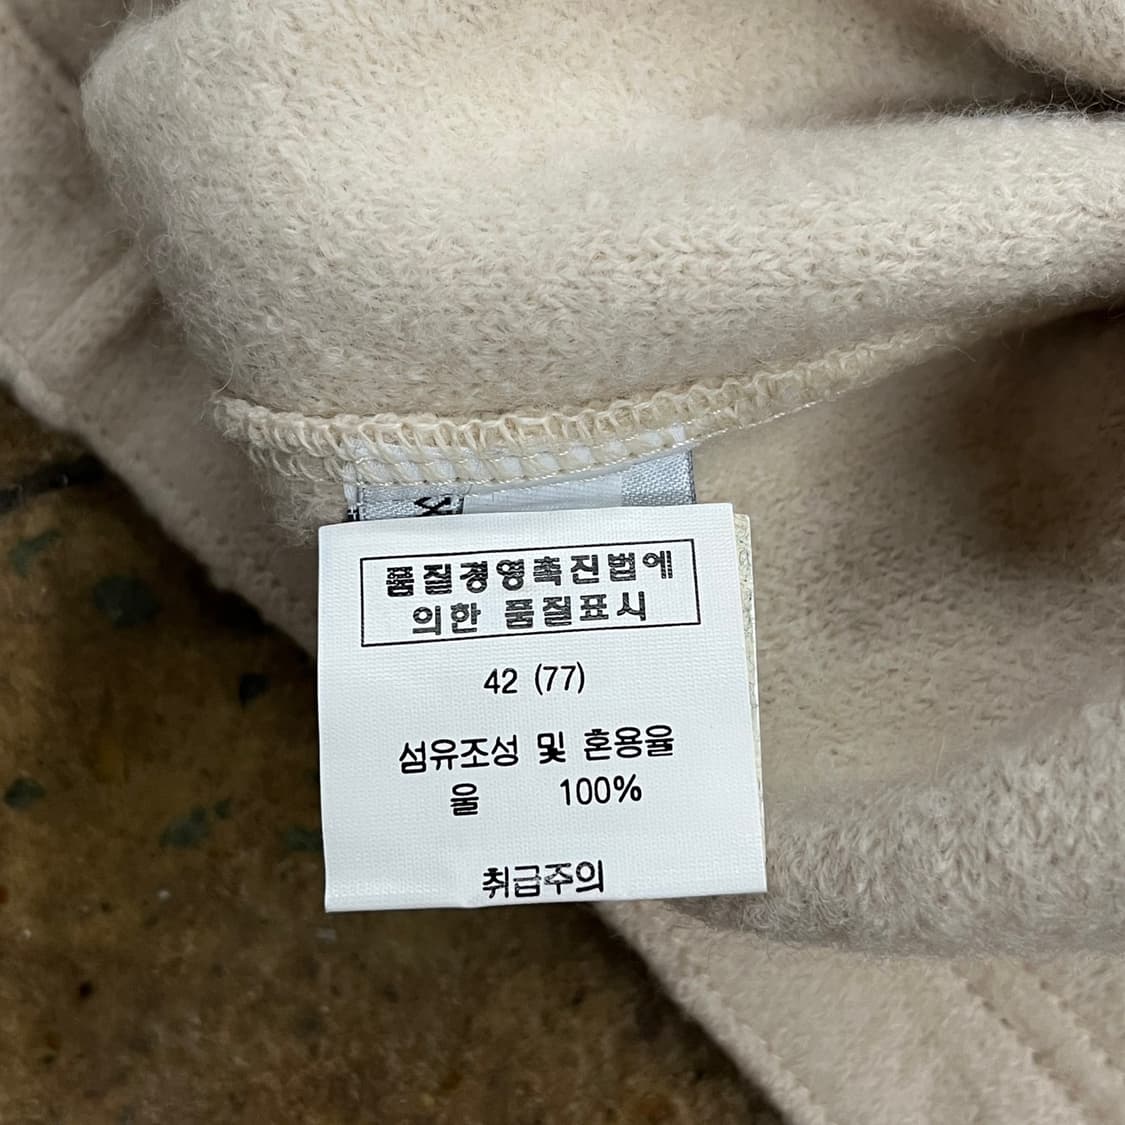 품질경영촉진법에
의한 품질표시
42 (77)
섬유조성 및 혼용율
울 100%
취급주의